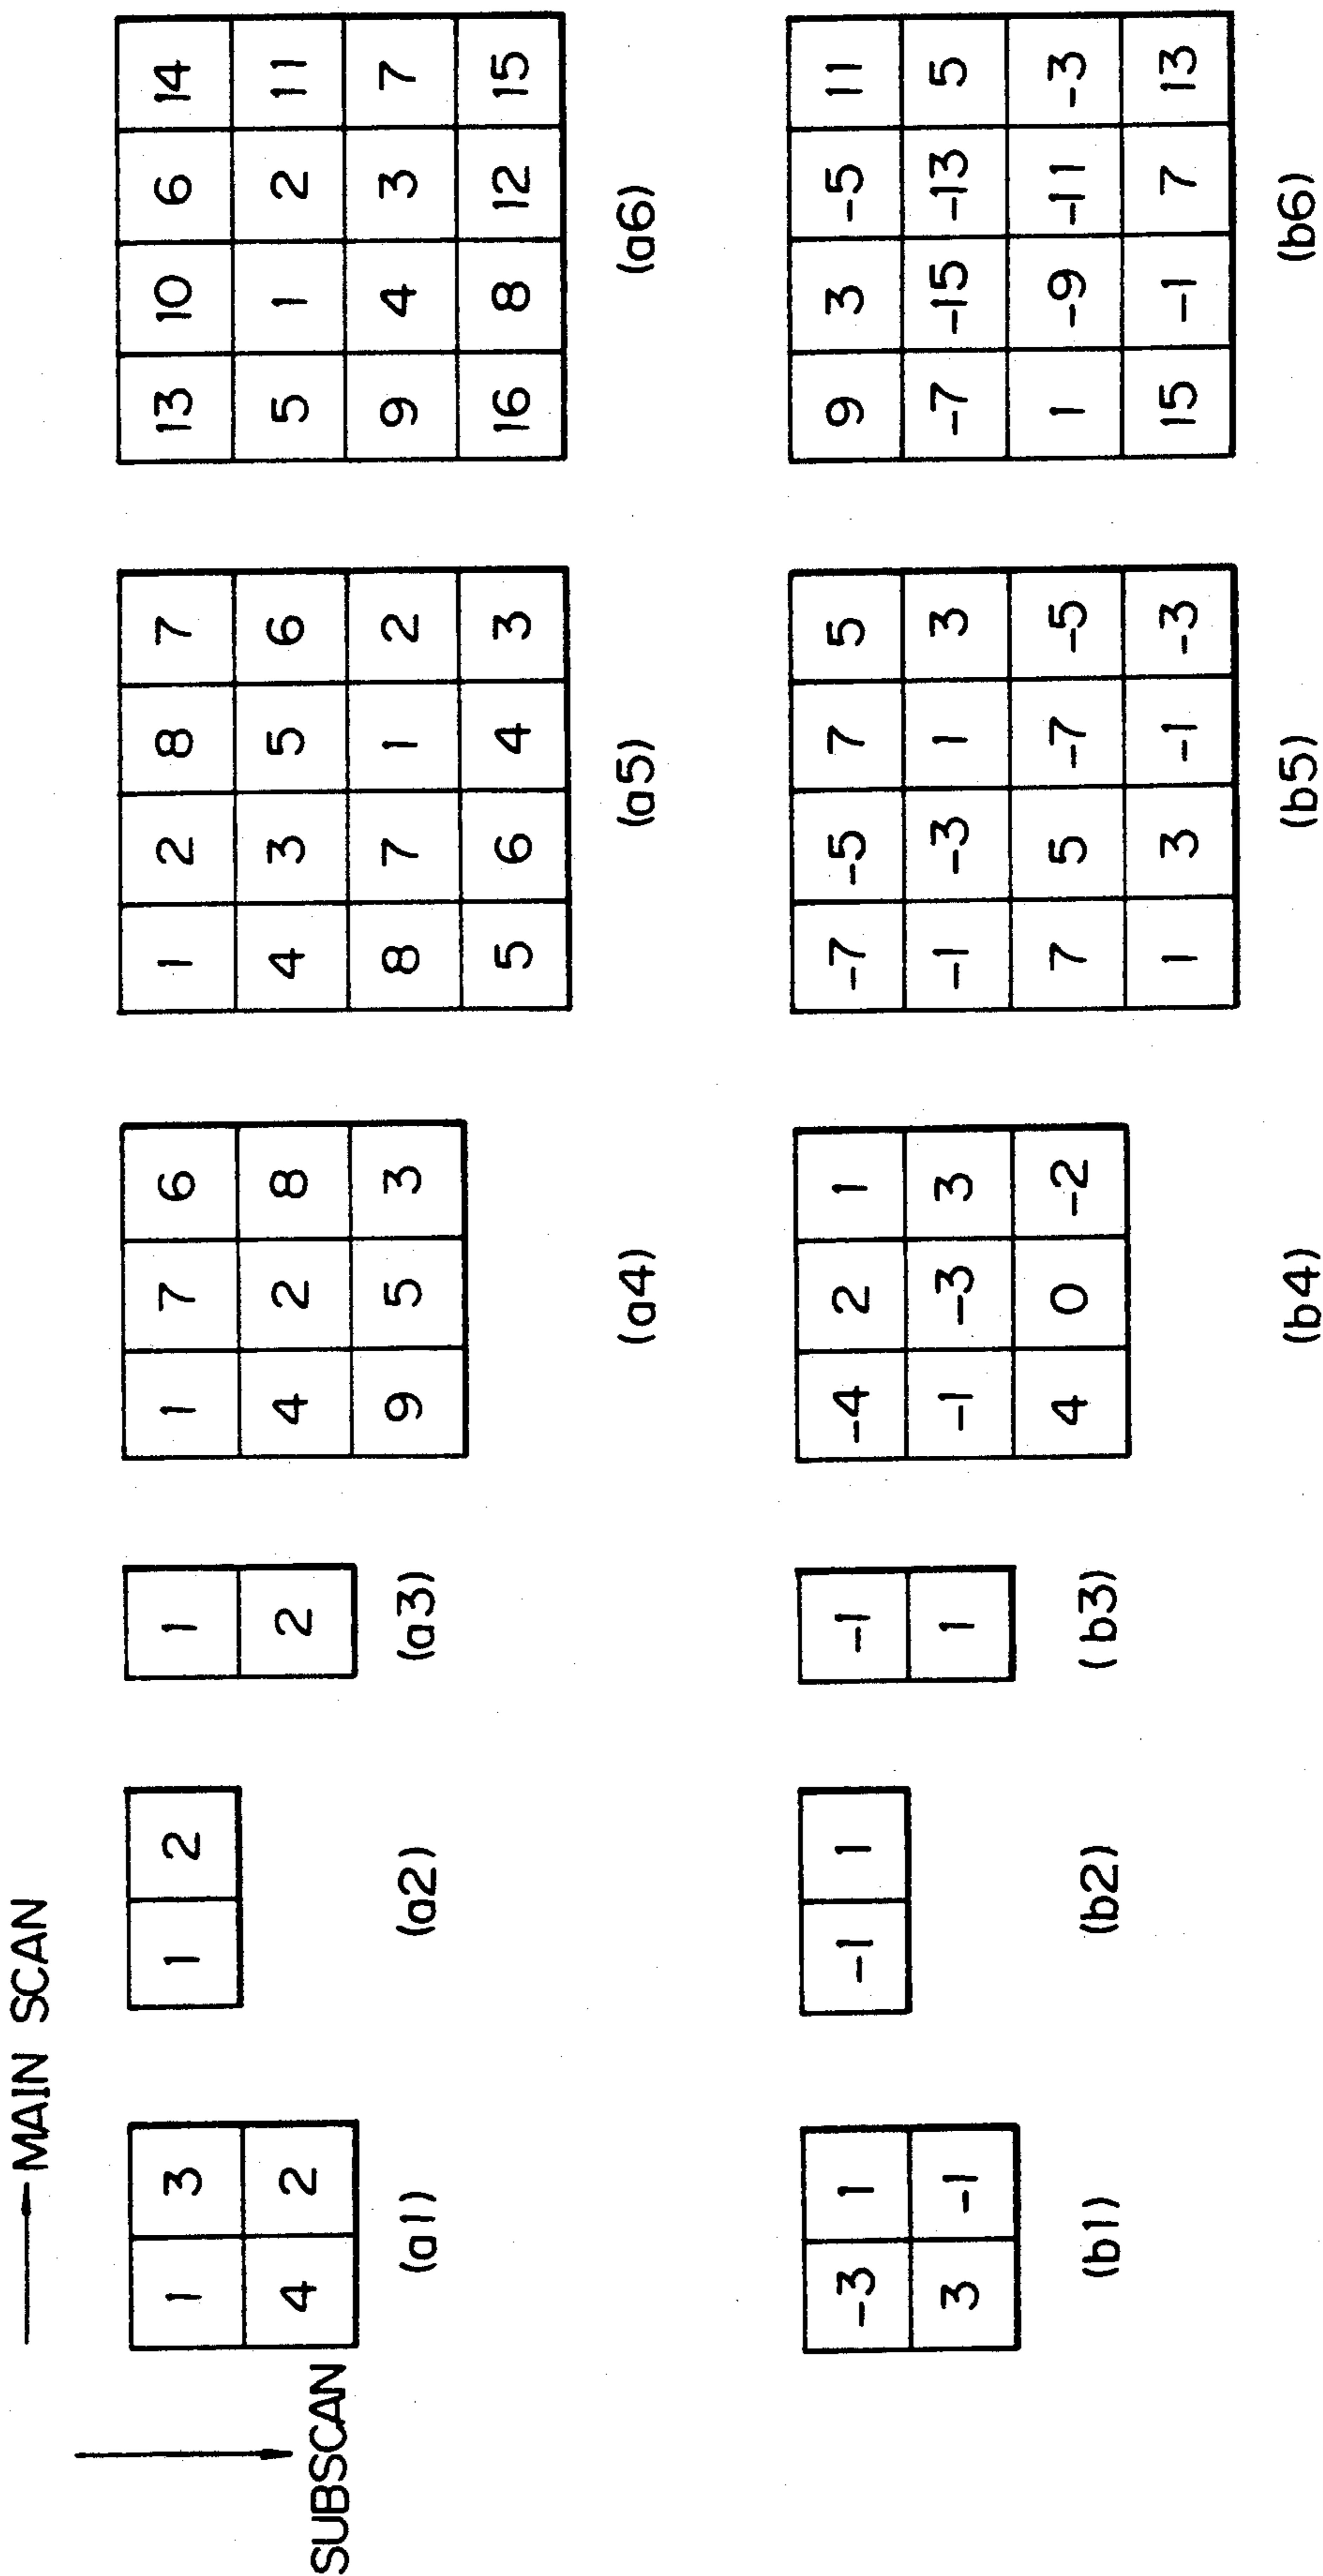 MAIN SCAN
SUBSCAN
1 3
4 2
(a1)
1 2
(a2)
1
2
(a3)
1 7 6
4 2 8
9 5 3
(a4)
1 2 8 7
4 3 5 6
8 7 1 2
5 6 4 3
(a5)
13 10 6 14
5 1 2 11
9 4 3 7
16 8 12 15
(a6)
-3 1
3 -1
(b1)
-1 1
(b2)
-1
1
(b3)
-4 2 1
-1 -3 3
4 0 -2
(b4)
-7 -5 7 5
-1 -3 1 3
7 5 -7 -5
1 3 -1 -3
(b5)
9 3 -5 11
-7 -15 -13 5
1 -9 -11 -3
15 -1 7 13
(b6)